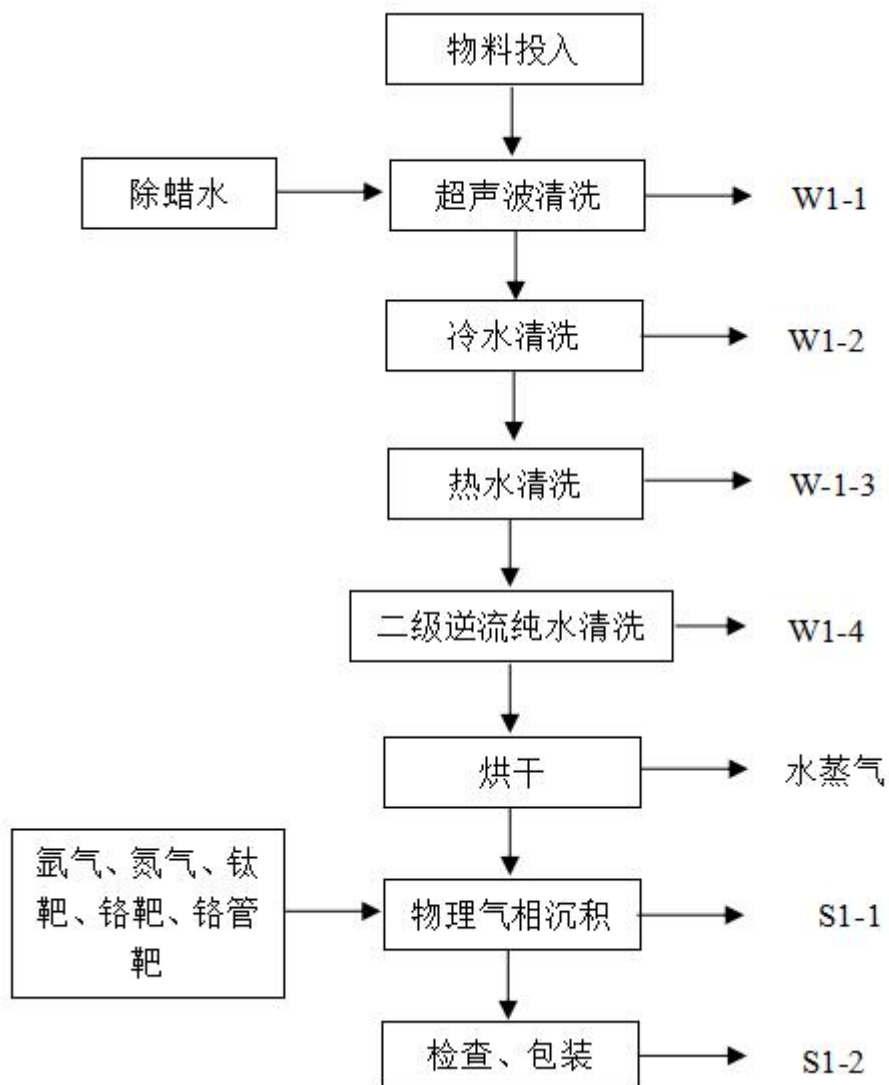 物料投入
除蜡水
超声波清洗
W1-1
冷水清洗
W1-2
热水清洗
W-1-3
二级逆流纯水清洗
W1-4
烘干
水蒸气
氩气、氮气、钛
靶、铬靶、铬管
靶
物理气相沉积
S1-1
检查、包装
S1-2